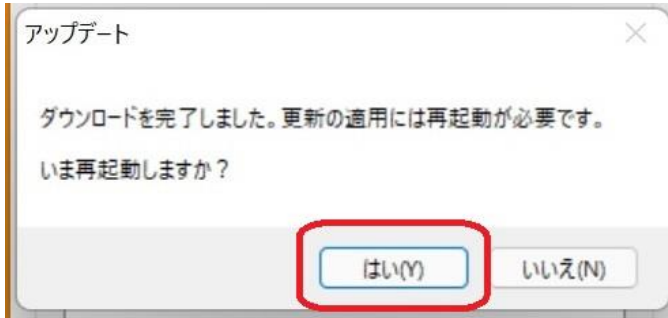 アップデート
ダウンロードを完了しました。更新の適用には再起動が必要です。
いま再起動しますか？
はい(Y)
いいえ(N)